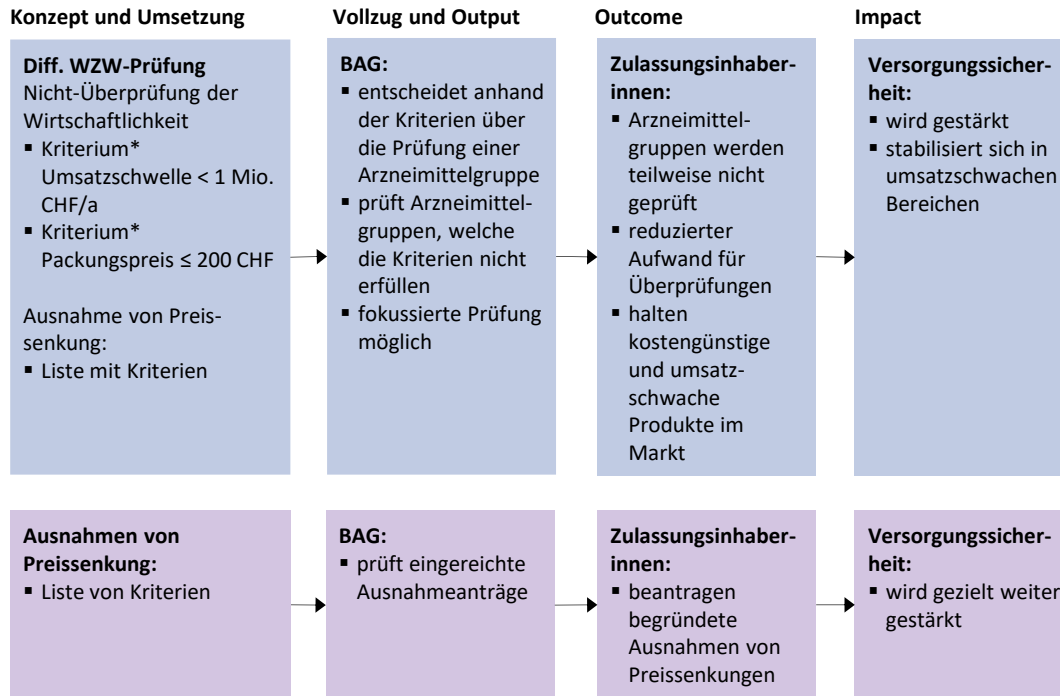 Konzept und Umsetzung
Vollzug und Output
Outcome
Impact
Diff. WZW-Prüfung
Nicht-Überprüfung der
Wirtschaftlichkeit
▪ Kriterium*
Umsatzschwelle < 1 Mio.
CHF/a
▪ Kriterium*
Packungspreis ≤ 200 CHF
Ausnahme von Preis-
senkung:
▪ Liste mit Kriterien
BAG:
▪ entscheidet anhand
der Kriterien über
die Prüfung einer
Arzneimittelgruppe
▪ prüft Arzneimittel-
gruppen, welche
die Kriterien nicht
erfüllen
▪ fokussierte Prüfung
möglich
Zulassungsinhaber-
innen:
▪ Arzneimittel-
gruppen werden
teilweise nicht
geprüft
▪ reduzierter
Aufwand für
Überprüfungen
▪ halten
kostengünstige
und umsatz-
schwache
Produkte im
Markt
Versorgungssicher-
heit:
▪ wird gestärkt
▪ stabilisiert sich in
umsatzschwachen
Bereichen
Ausnahmen von
Preissenkung:
▪ Liste von Kriterien
BAG:
▪ prüft eingereichte
Ausnahmeanträge
Zulassungsinhaber-
innen:
▪ beantragen
begründete
Ausnahmen von
Preissenkungen
Versorgungssicher-
heit:
▪ wird gezielt weiter
gestärkt